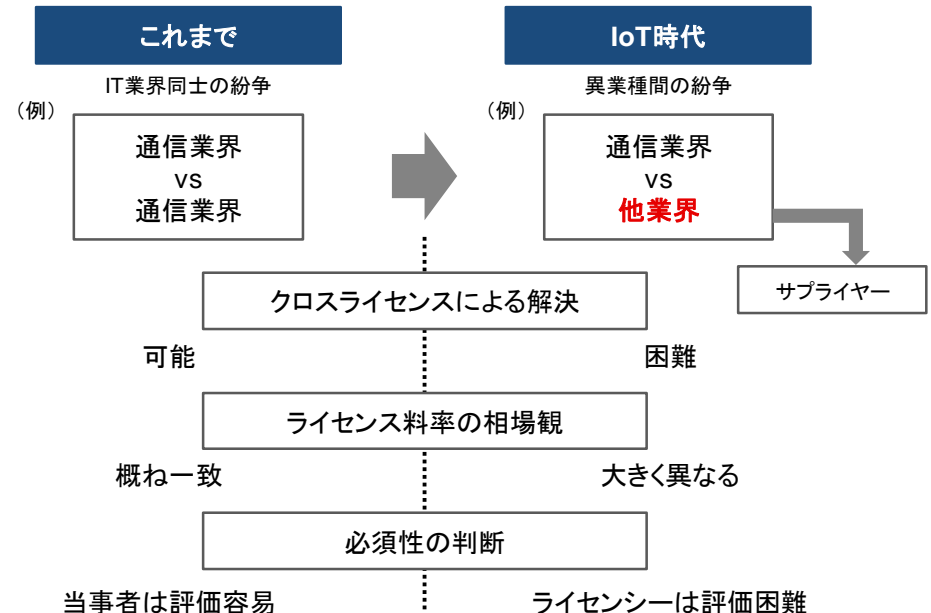 これまで
IoT時代
IT業界同士の紛争
異業種間の紛争
（例）
（例）
通信業界
vs
通信業界
通信業界
vs
他業界
サプライヤー
クロスライセンスによる解決
可能
困難
ライセンス料率の相場観
概ね一致
大きく異なる
必須性の判断
当事者は評価容易
ライセンシーは評価困難